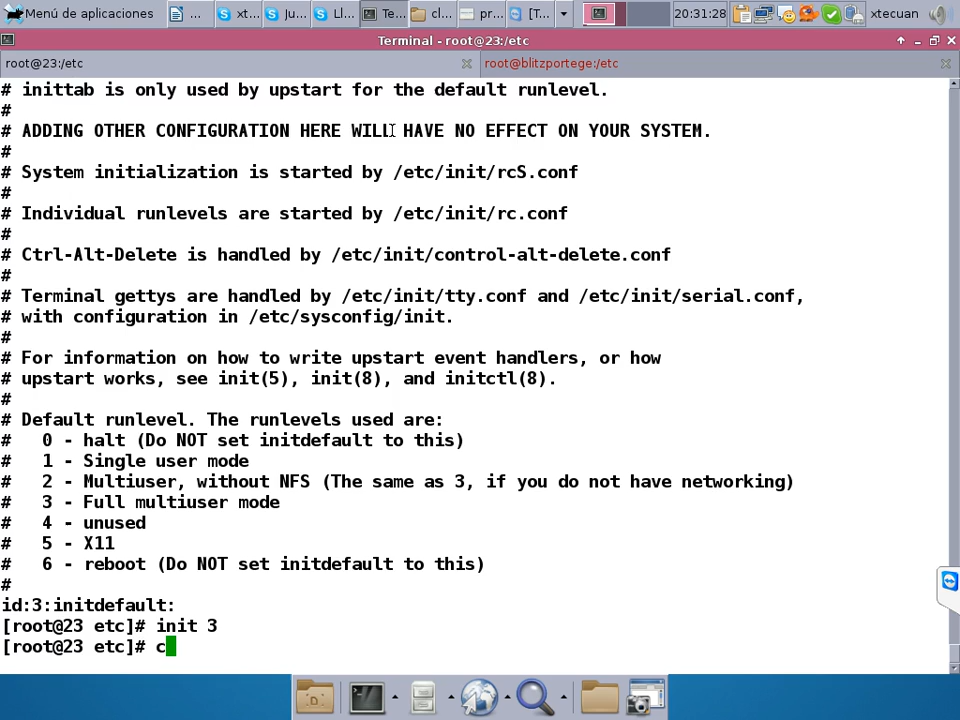 Menú de aplicaciones ... xt... Ju... Ll... Te... cl... pr... [T... 20:31:28 xtecuan
Terminal - root@23:/etc
root@23:/etc root@blitzportege:/etc
# inittab is only used by upstart for the default runlevel.
#
# ADDING OTHER CONFIGURATION HERE WILL HAVE NO EFFECT ON YOUR SYSTEM.
#
# System initialization is started by /etc/init/rcS.conf
#
# Individual runlevels are started by /etc/init/rc.conf
#
# Ctrl-Alt-Delete is handled by /etc/init/control-alt-delete.conf
#
# Terminal gettys are handled by /etc/init/tty.conf and /etc/init/serial.conf,
# with configuration in /etc/sysconfig/init.
#
# For information on how to write upstart event handlers, or how
# upstart works, see init(5), init(8), and initctl(8).
#
# Default runlevel. The runlevels used are:
#   0 - halt (Do NOT set initdefault to this)
#   1 - Single user mode
#   2 - Multiuser, without NFS (The same as 3, if you do not have networking)
#   3 - Full multiuser mode
#   4 - unused
#   5 - X11
#   6 - reboot (Do NOT set initdefault to this)
#
id:3:initdefault:
[root@23 etc]# init 3
[root@23 etc]# c